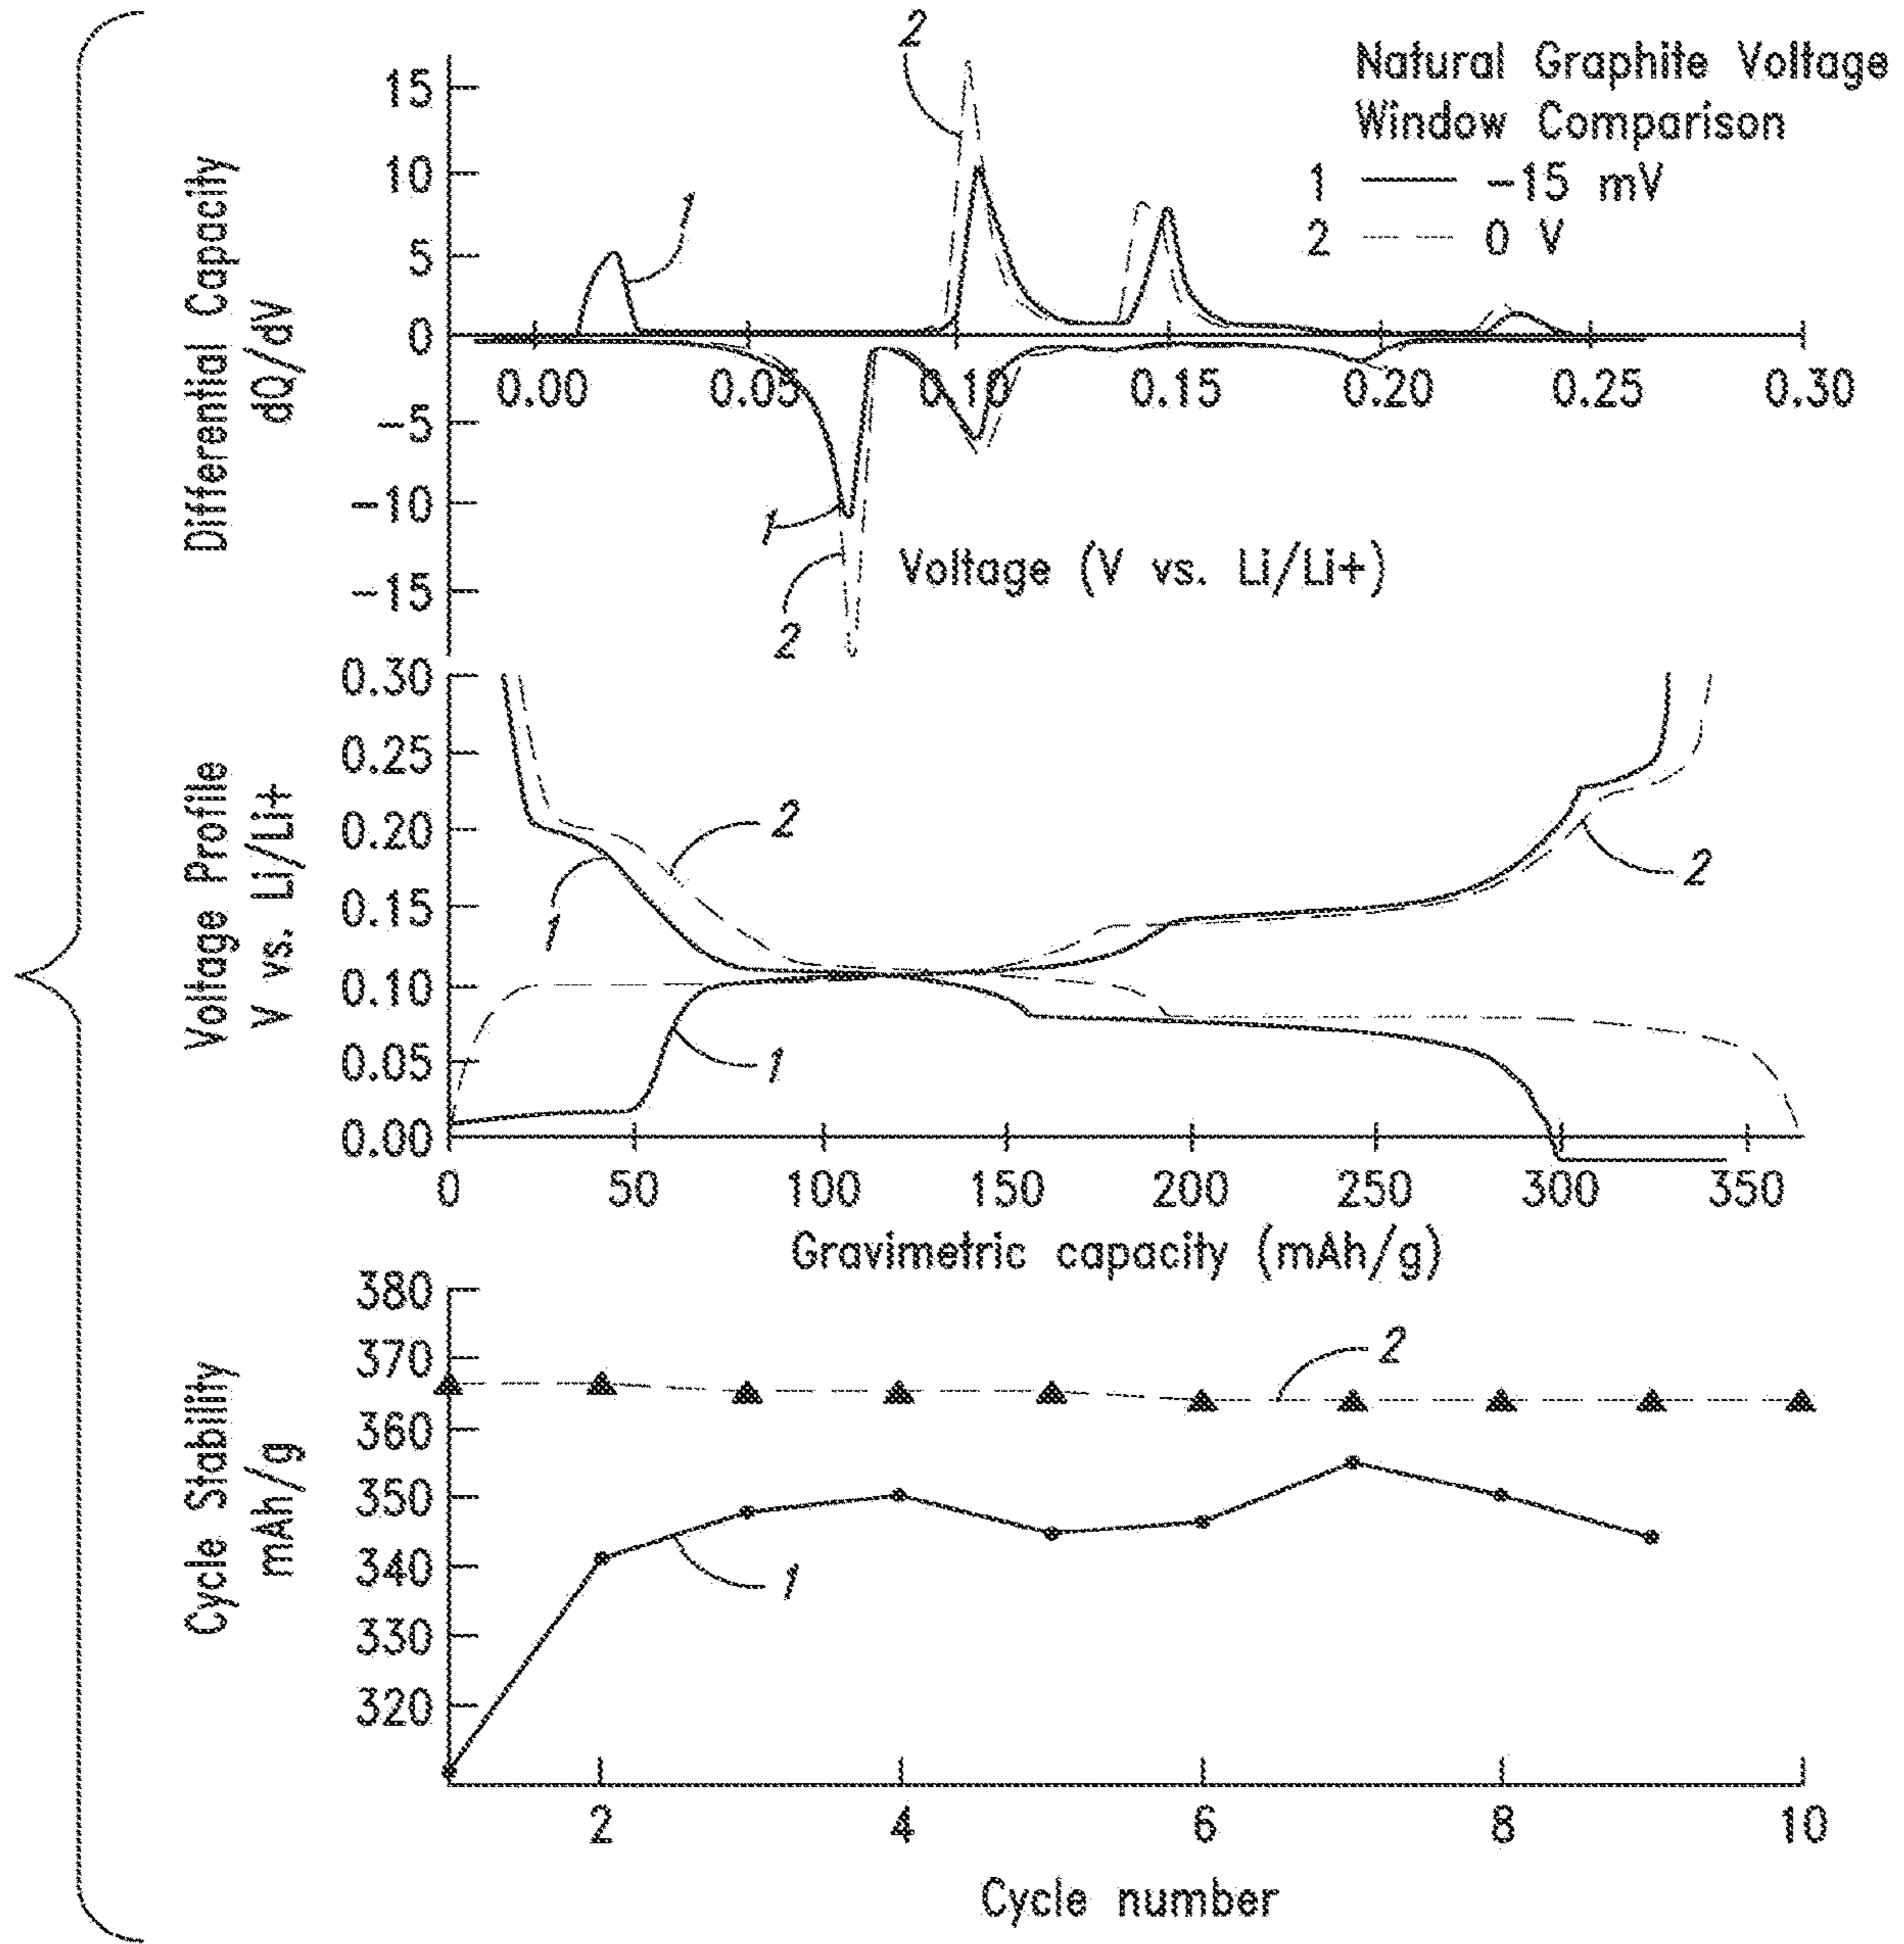 Natural Graphite Voltage
Window Comparison
1 -15 mV
2 0 V
Differential Capacity
dQ/dV
15
10
5
0
-5
-10
-15
2
1
1
2
0.00 0.05 0.10 0.15 0.20 0.25 0.30
Voltage (V vs. Li/Li+)
Voltage Profile
V vs. Li/Li+
0.30
0.25
0.20
0.15
0.10
0.05
0.00
2
1
2
1
0 50 100 150 200 250 300 350
Gravimetric capacity (mAh/g)
Cycle Stability
mAh/g
380
370
360
350
340
330
320
2
1
2 4 6 8 10
Cycle number